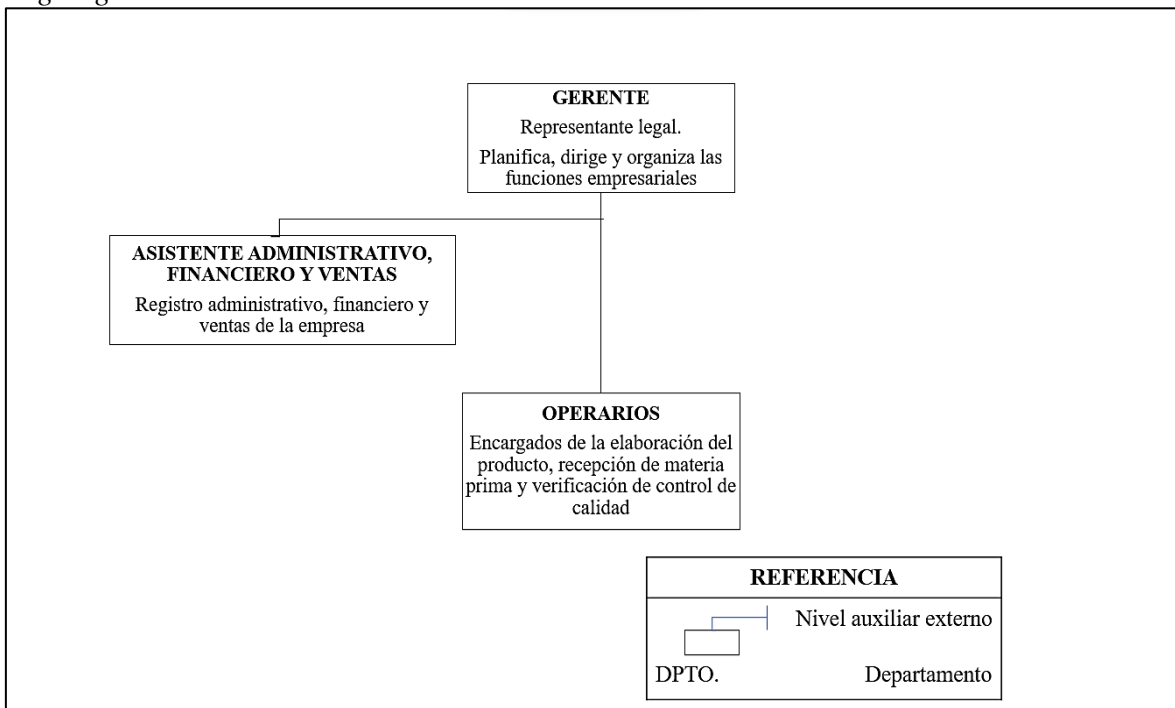 GERENTE
Representante legal.
Planifica, dirige y organiza las
funciones empresariales
ASISTENTE ADMINISTRATIVO,
FINANCIERO Y VENTAS
Registro administrativo, financiero y
ventas de la empresa
OPERARIOS
Encargados de la elaboración del
producto, recepción de materia
prima y verificación de control de
calidad
REFERENCIA
Nivel auxiliar externo
DPTO. Departamento